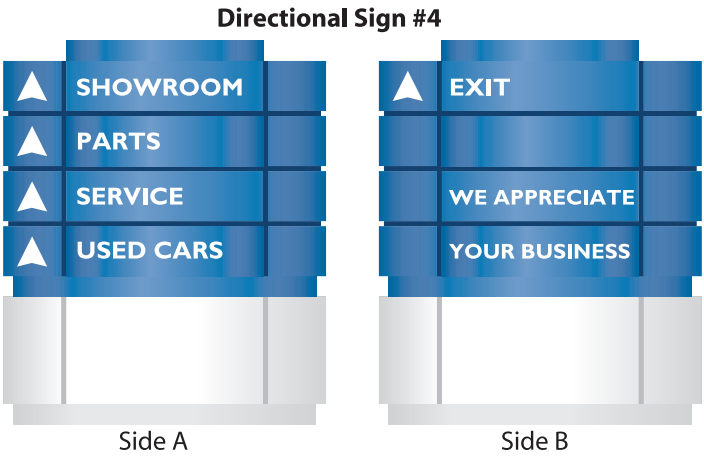 Directional Sign #4
SHOWROOM
PARTS
SERVICE
USED CARS
Side A
EXIT
WE APPRECIATE
YOUR BUSINESS
Side B